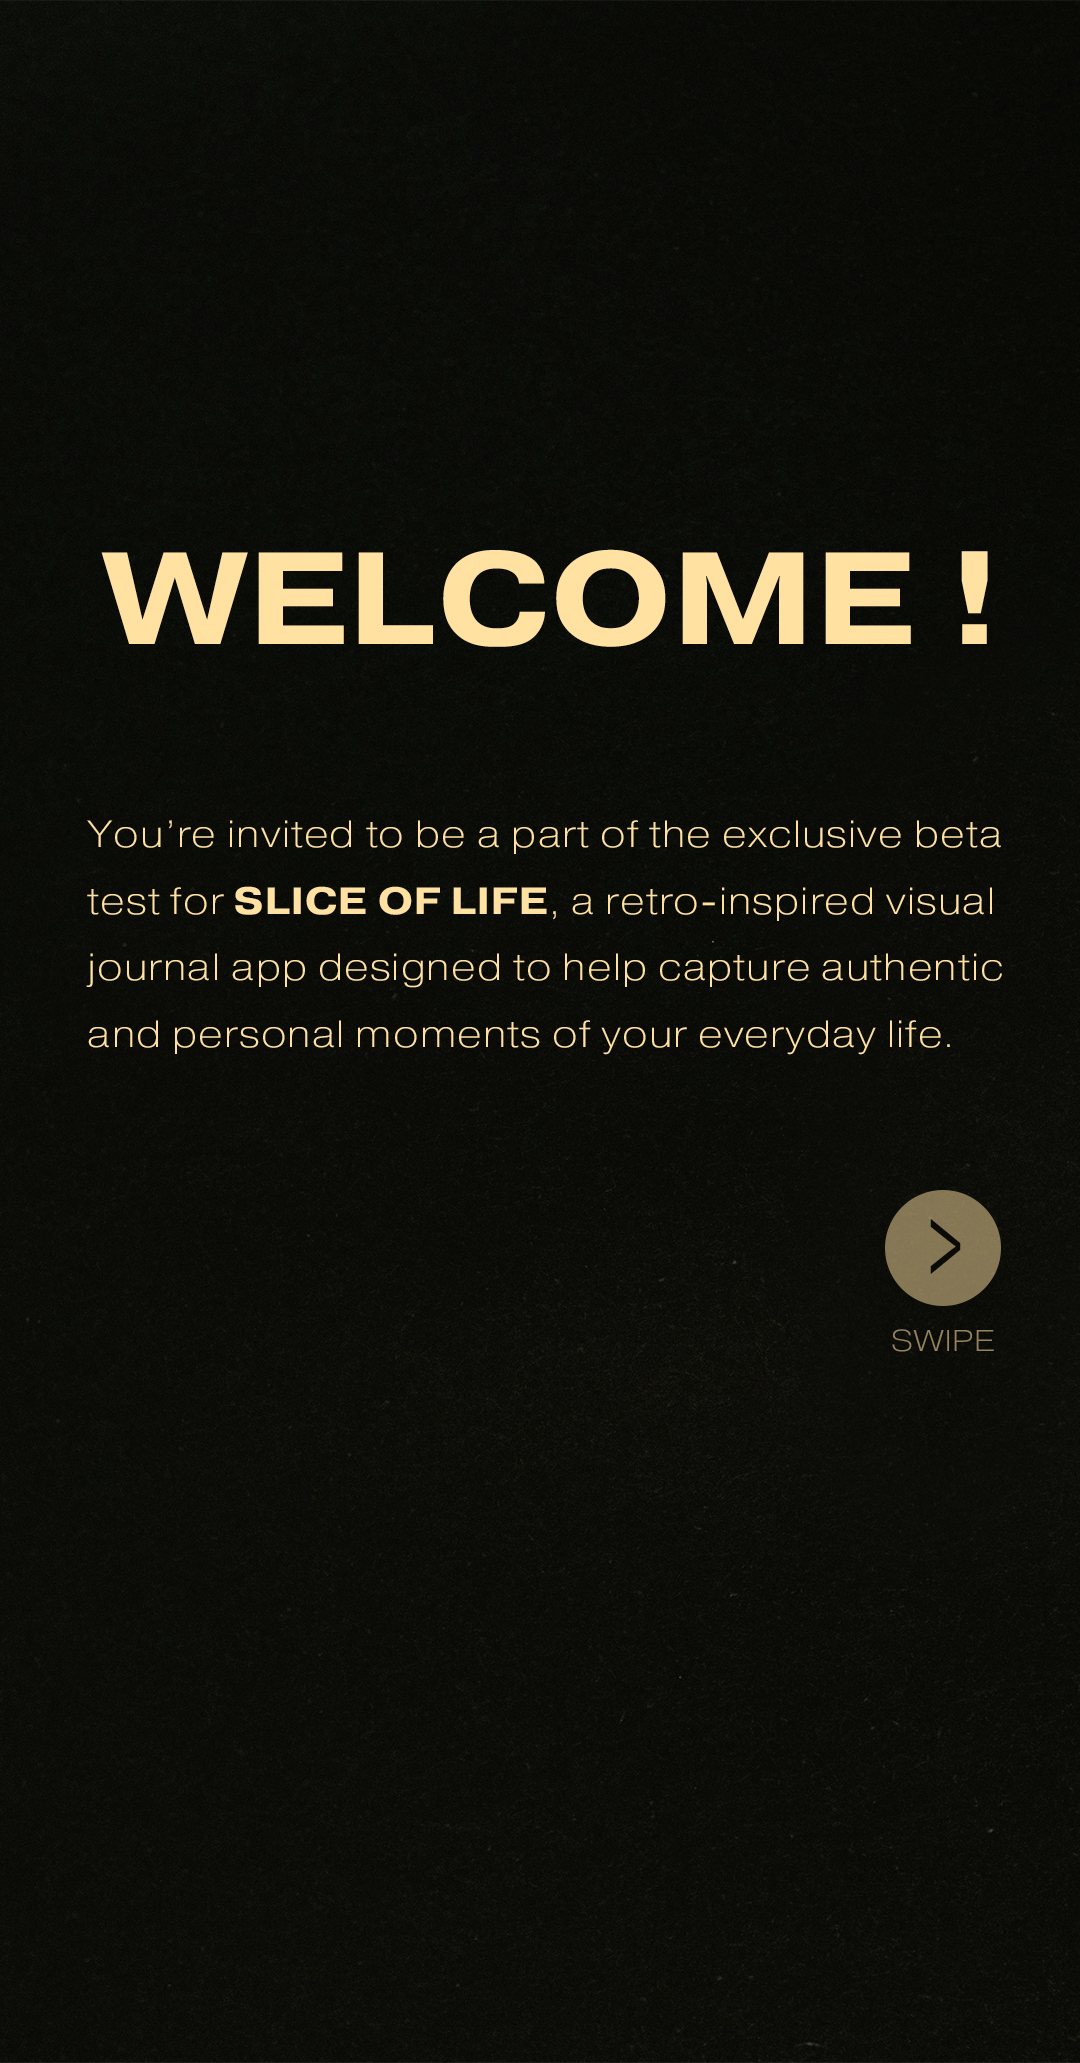 WELCOME !
You’re invited to be a part of the exclusive beta
test for SLICE OF LIFE, a retro-inspired visual
journal app designed to help capture authentic
and personal moments of your everyday life.
>
SWIPE